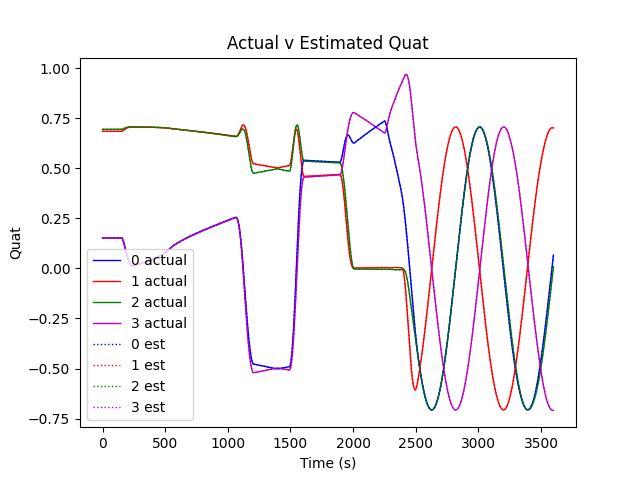 Actual v Estimated Quat
1.00
0.75
0.50
0.25
0.00
−0.25
−0.50
−0.75
Quat
0 actual
1 actual
2 actual
3 actual
0 est
1 est
2 est
3 est
0 500 1000 1500 2000 2500 3000 3500
Time (s)